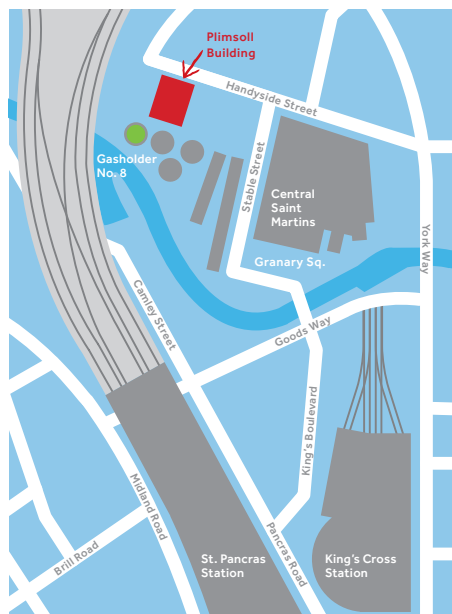 Plimsoll
Building
Handyside Street
Gasholder
No. 8
Stable Street
Central
Saint
Martins
York Way
Granary Sq.
Camley Street
Goods Way
King's Boulevard
Midland Road
Pancras Road
Brill Road
St. Pancras
Station
King's Cross
Station